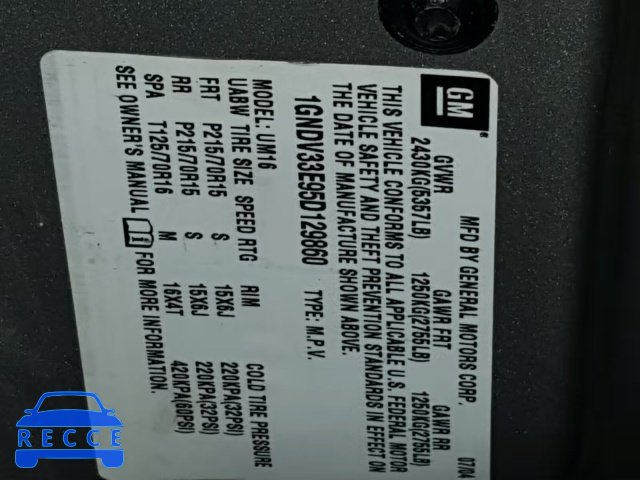 GM
MFD BY GENERAL MOTORS CORP. 07/04
GVWR GAWR FRT GAWR RR
2430KG(5357LB) 1250KG(2755LB) 1250KG(2755LB)
THIS VEHICLE CONFORMS TO ALL APPLICABLE U.S. FEDERAL MOTOR
VEHICLE SAFETY AND THEFT PREVENTION STANDARDS IN EFFECT ON
THE DATE OF MANUFACTURE SHOWN ABOVE.
1GNDV33E95D129860 TYPE: M.P.V.
MODEL: UM16
UABW TIRE SIZE SPEED RTG RIM COLD TIRE PRESSURE
FRT P215/70R15 S 15X6J 220KPA(32PSI)
RR P215/70R15 S 15X6J 220KPA(32PSI)
SPA T125/70R16 M 16X4T 420KPA(60PSI)
SEE OWNER'S MANUAL FOR MORE INFORMATION.
RECCE